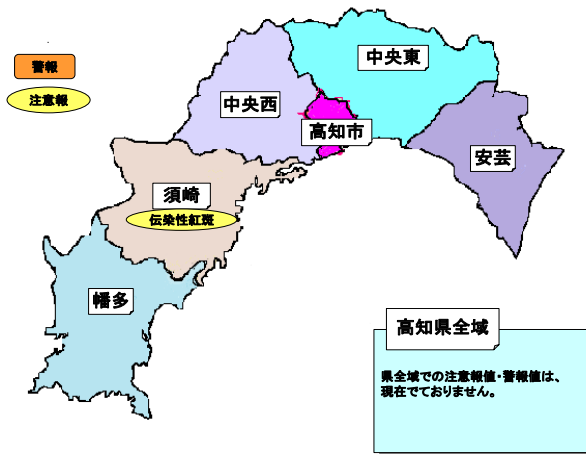 警報
注意報
中央東
中央西
高知市
安芸
須崎
伝染性紅斑
幡多
高知県全域
県全域での注意報値・警報値は、
現在でておりません。